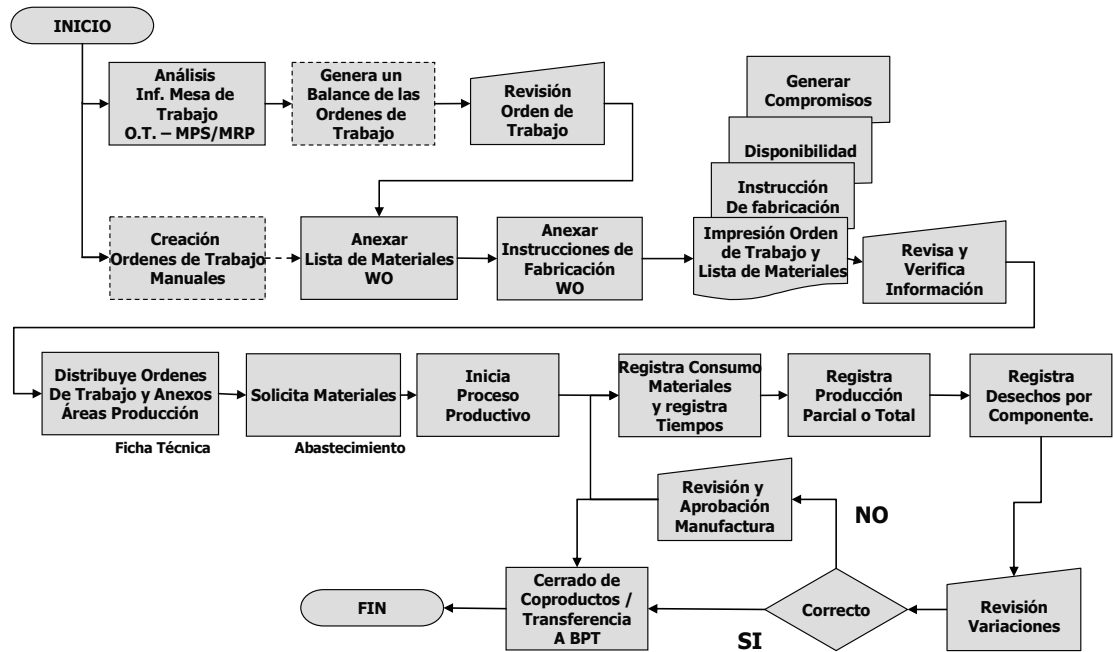 INICIO
Análisis
Inf. Mesa de
Trabajo
O.T. – MPS/MRP
Genera un
Balance de las
Ordenes de
Trabajo
Revisión
Orden de
Trabajo
Generar
Compromisos
Disponibilidad
Instrucción
De fabricación
Creación
Ordenes de Trabajo
Manuales
Anexar
Lista de Materiales
WO
Anexar
Instrucciones de
Fabricación
WO
Impresión Orden
de Trabajo y
Lista de Materiales
Revisa y
Verifica
Información
Distribuye Ordenes
De Trabajo y Anexos
Áreas Producción
Ficha Técnica
Solicita Materiales
Abastecimiento
Inicia
Proceso
Productivo
Registra Consumo
Materiales
y registra
Tiempos
Registra
Producción
Parcial o Total
Registra
Desechos por
Componente.
Revisión y
Aprobación
Manufactura
NO
FIN
Cerrado de
Coproductos /
Transferencia
A BPT
SI
Correcto
Revisión
Variaciones